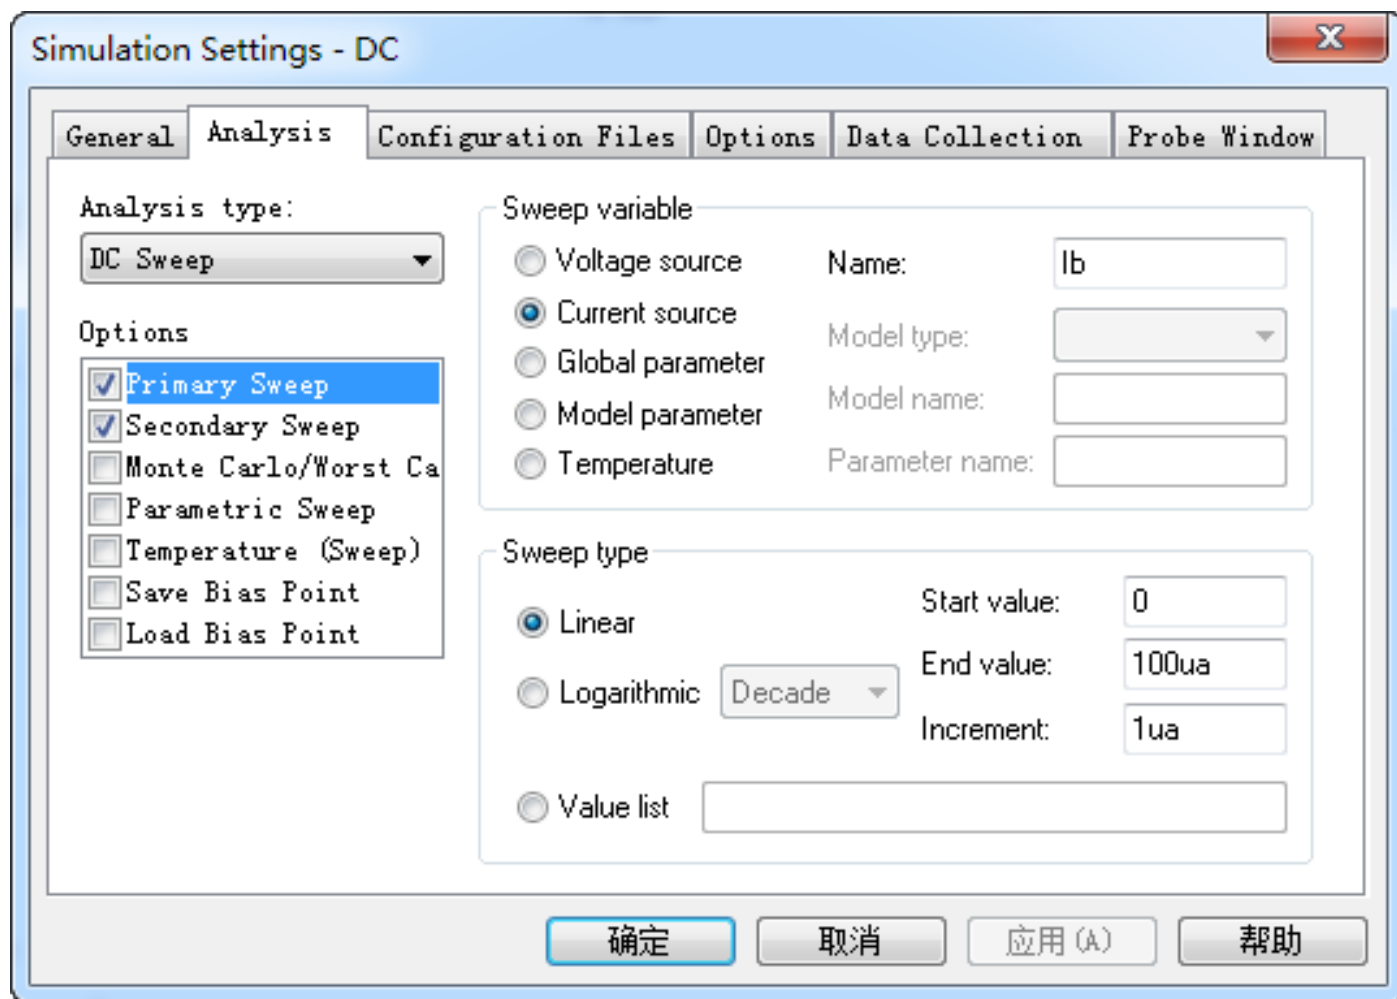 Simulation Settings - DC
General
Analysis
Configuration Files
Options
Data Collection
Probe Window
Analysis type:
DC Sweep
Options
Primary Sweep
Secondary Sweep
Monte Carlo/Worst Ca
Parametric Sweep
Temperature (Sweep)
Save Bias Point
Load Bias Point
Sweep variable
Voltage source
Current source
Global parameter
Model parameter
Temperature
Name:
Ib
Model type:
Model name:
Parameter name:
Sweep type
Linear
Logarithmic
Decade
Start value:
0
End value:
100ua
Increment:
1ua
Value list
确定
取消
应用(A)
帮助